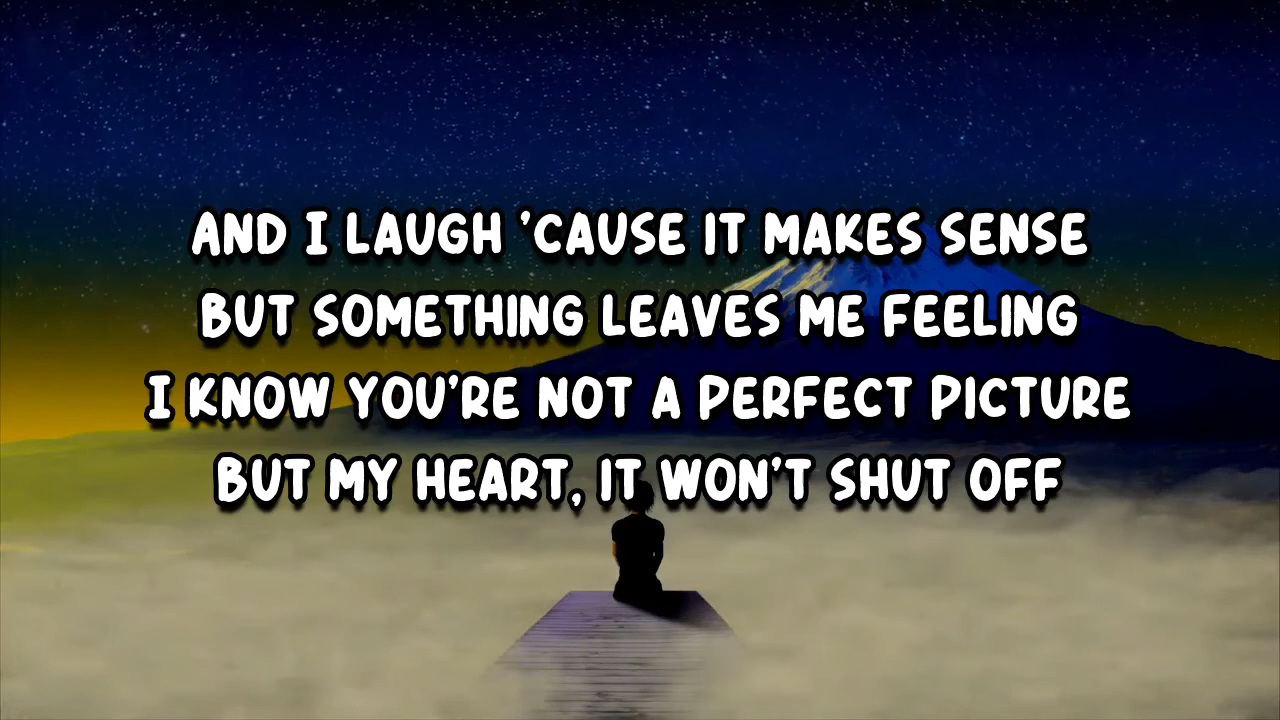 AND I LAUGH 'CAUSE IT MAKES SENSE
BUT SOMETHING LEAVES ME FEELING
I KNOW YOU'RE NOT A PERFECT PICTURE
BUT MY HEART, IT WON'T SHUT OFF